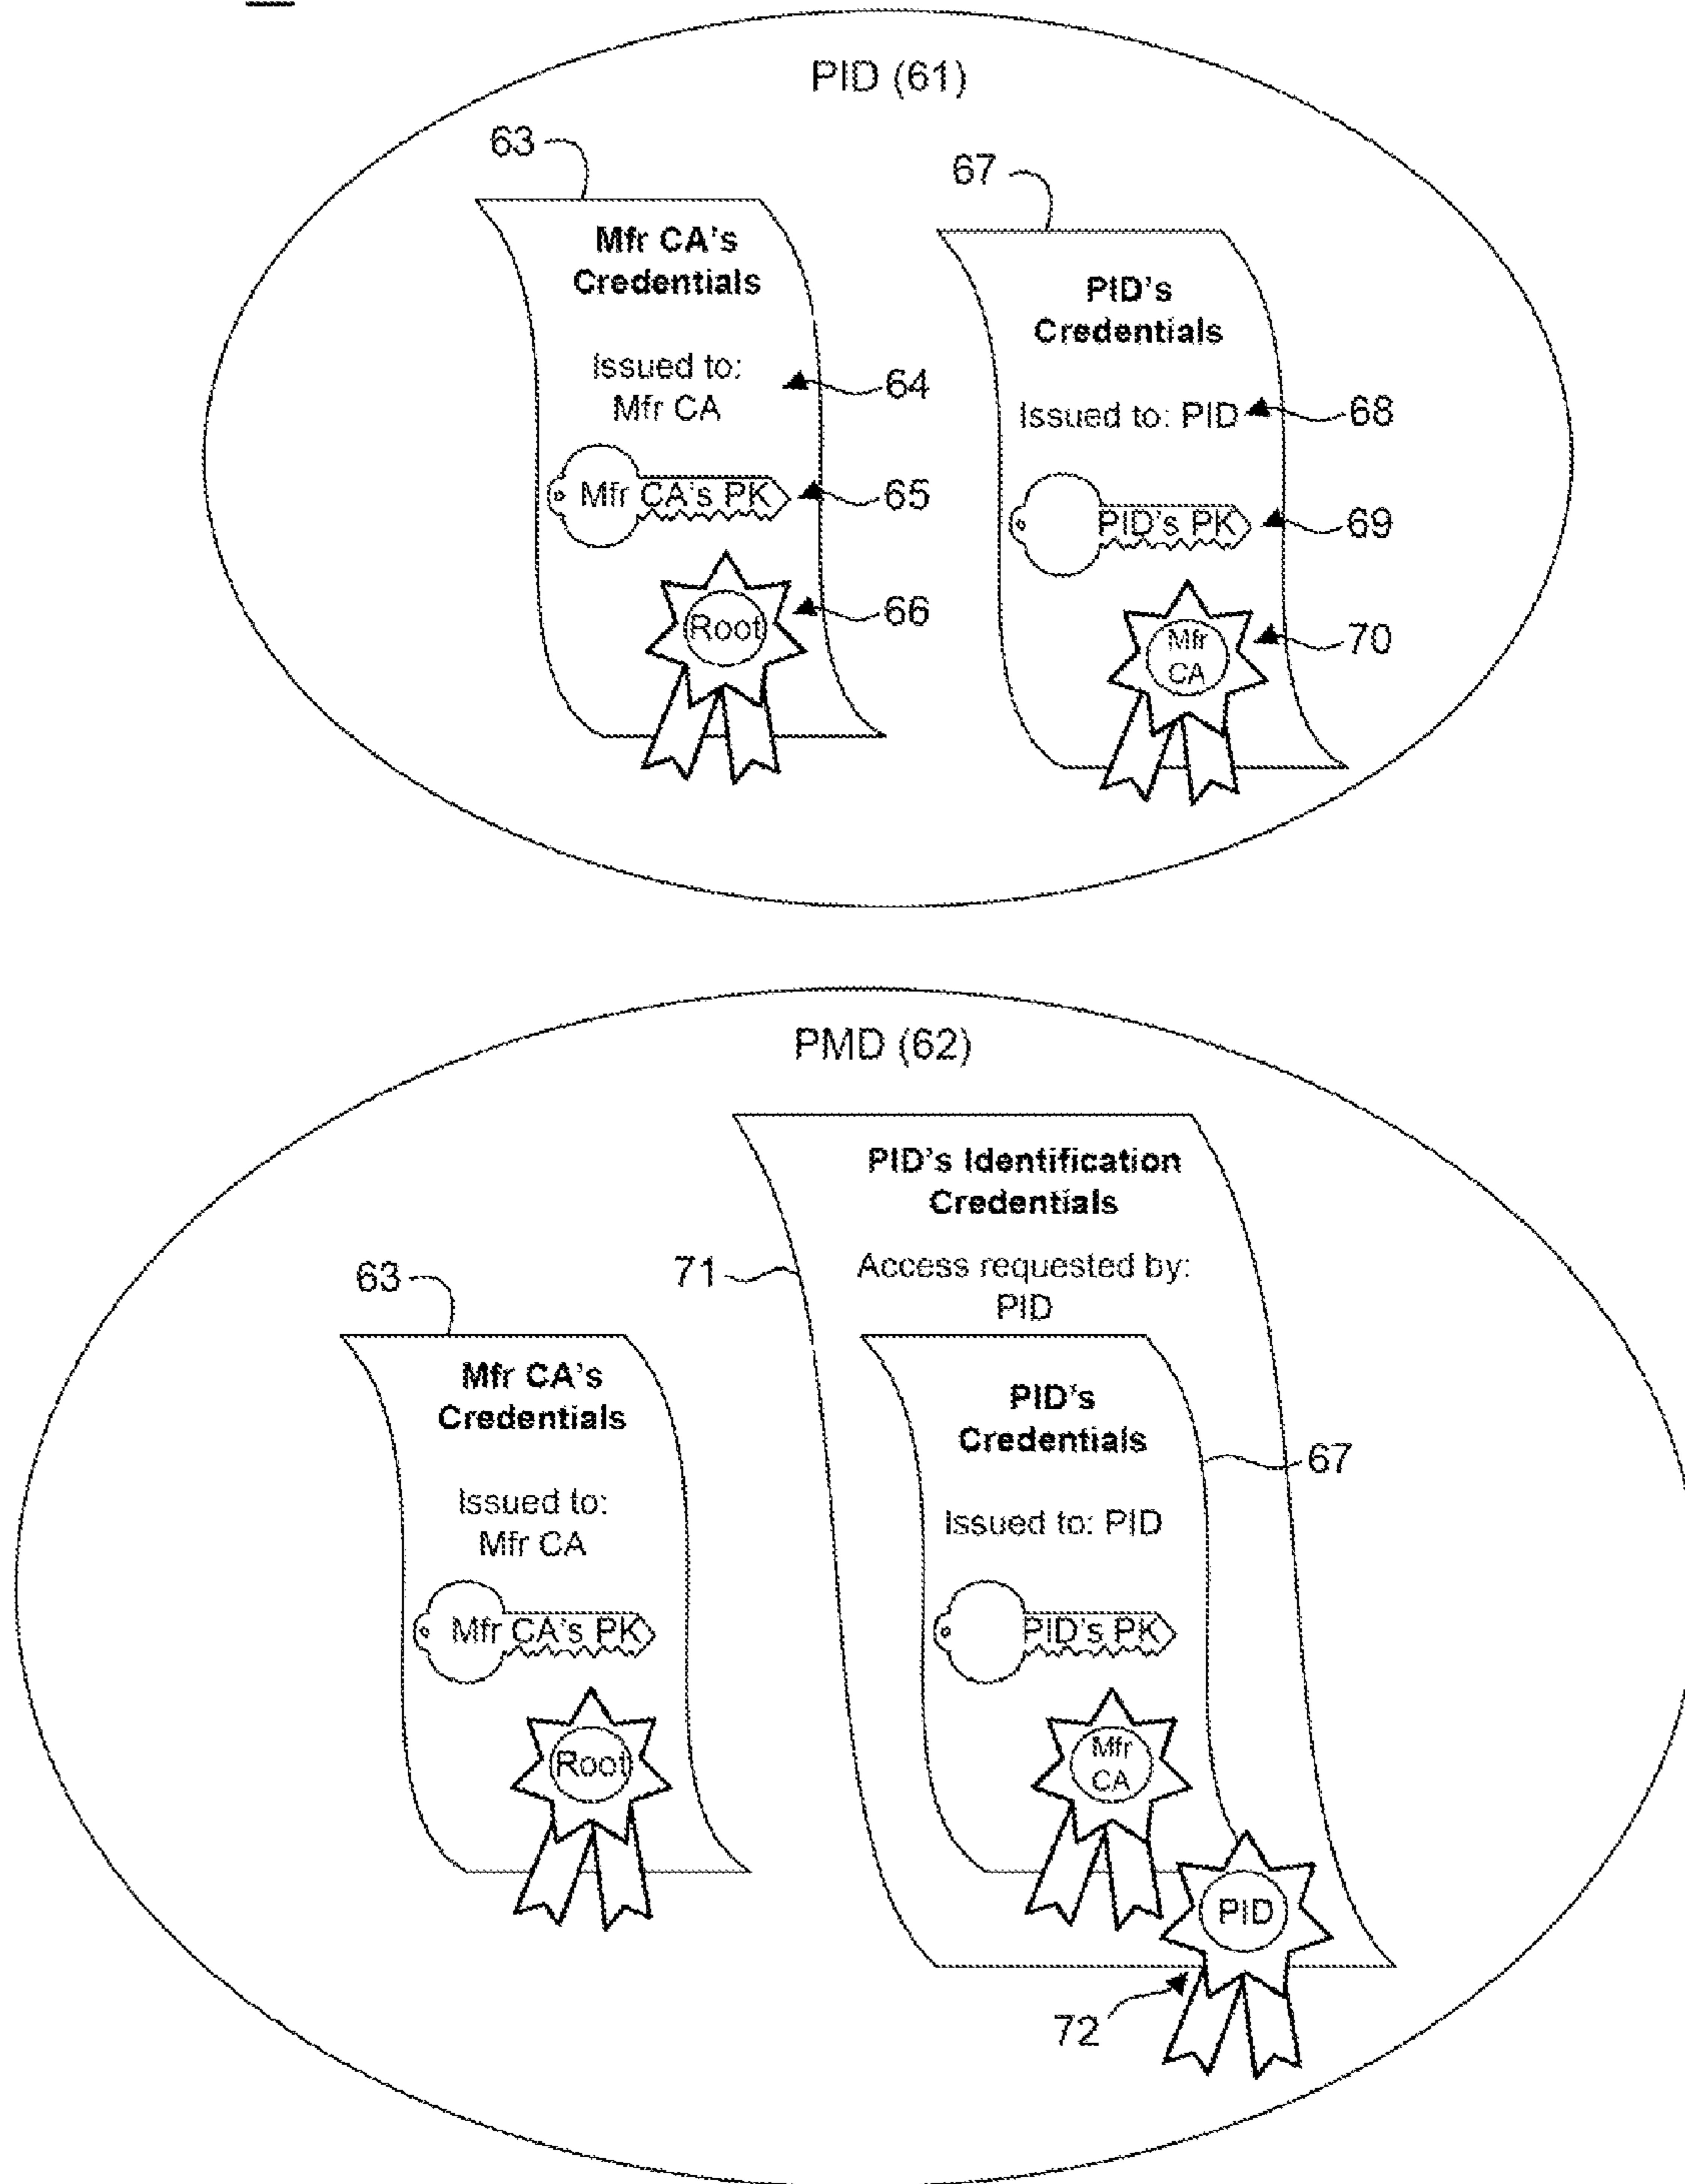 PID (61)
63
67
Mfr CA's
Credentials
PID's
Credentials
Issued to:
Mfr CA
64
Issued to: PID
68
Mfr CA's PK
65
PID's PK
69
Root
66
Mfr
CA
70
PMD (62)
PID's Identification
Credentials
71
Access requested by:
PID
63
Mfr CA's
Credentials
PID's
Credentials
67
Issued to:
Mfr CA
Issued to: PID
Mfr CA's PK
PID's PK
Root
Mfr
CA
PID
72